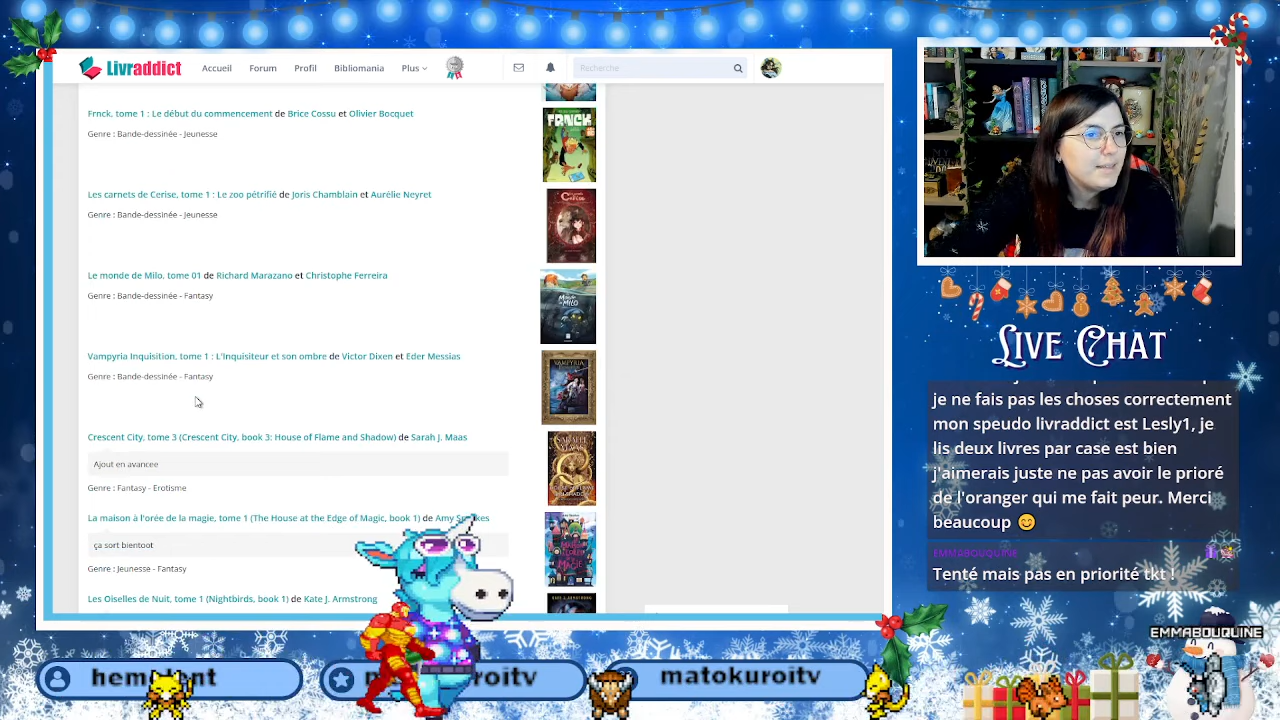 Livraddict
Accueil
Forum
Profil
Bibliomania
Plus
Recherche
Frnck, tome 1 : Le début du commencement de Brice Cossu et Olivier Bocquet
Genre : Bande-dessinée - Jeunesse
FRNCK
Les carnets de Cerise, tome 1 : Le zoo pétrifié de Joris Chamblain et Aurélie Neyret
Genre : Bande-dessinée - Jeunesse
Le monde de Milo, tome 01 de Richard Marazano et Christophe Ferreira
Genre : Bande-dessinée - Fantasy
Vampyria Inquisition, tome 1 : L'Inquisiteur et son ombre de Victor Dixen et Eder Messias
Genre : Bande-dessinée - Fantasy
VAMPYRIA
Crescent City, tome 3 (Crescent City, book 3: House of Flame and Shadow) de Sarah J. Maas
Ajout en avancee
Genre : Fantasy - Erotisme
La maison à l'orée de la magie, tome 1 (The House at the Edge of Magic, book 1) de Amy
ça sort bientoot
Genre : Jeunesse - Fantasy
Les Oiselles de Nuit, tome 1 (Nightbirds, book 1) de Kate J. Armstrong
LIVE CHAT
je ne fais pas les choses correctement
mon speudo livraddict est Lesly1, je
lis deux livres par case est bien
j'aimerais juste ne pas avoir le prioré
de l'oranger qui me fait peur. Merci
beaucoup 😊
EMMABOUQUINE
Tenté mais pas en priorité tkt !
EMMABOUQUINE
matokuroitv